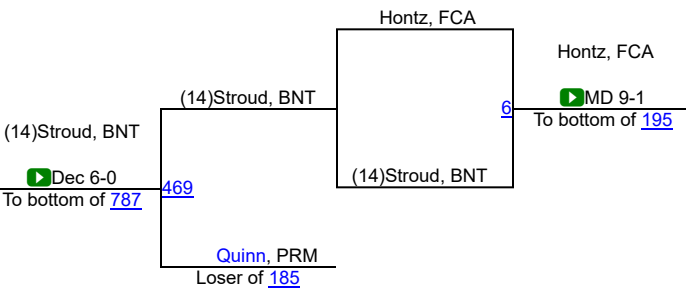 Hontz, FCA
Hontz, FCA
(14)Stroud, BNT
MD 9-1
6
To bottom of 195
(14)Stroud, BNT
Dec 6-0
(14)Stroud, BNT
469
To bottom of 787
Quinn, PRM
Loser of 185